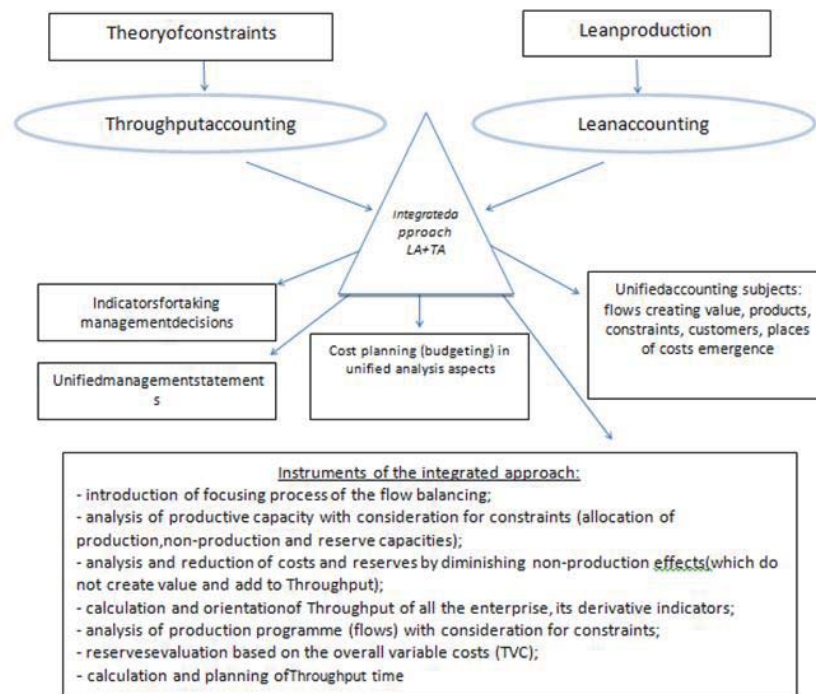 Theoryofconstraints
Leanproduction
Throughputaccounting
Leanaccounting
Integrateda
pproach
LA+TA
Indicatorsfortaking
managementdecisions
Unifiedmanagementstatement
s
Cost planning (budgeting) in
unified analysis aspects
Unifiedaccounting subjects:
flows creating value, products,
constraints, customers, places
of costs emergence
Instruments of the integrated approach:
- introduction of focusing process of the flow balancing;
- analysis of productive capacity with consideration for constraints (allocation of
production,non-production and reserve capacities);
- analysis and reduction of costs and reserves by diminishing non-production effects(which do
not create value and add to Throughput);
- calculation and orientationof Throughput of all the enterprise, its derivative indicators;
- analysis of production programme (flows) with consideration for constraints;
- reservesevaluation based on the overall variable costs (TVC);
- calculation and planning ofThroughput time